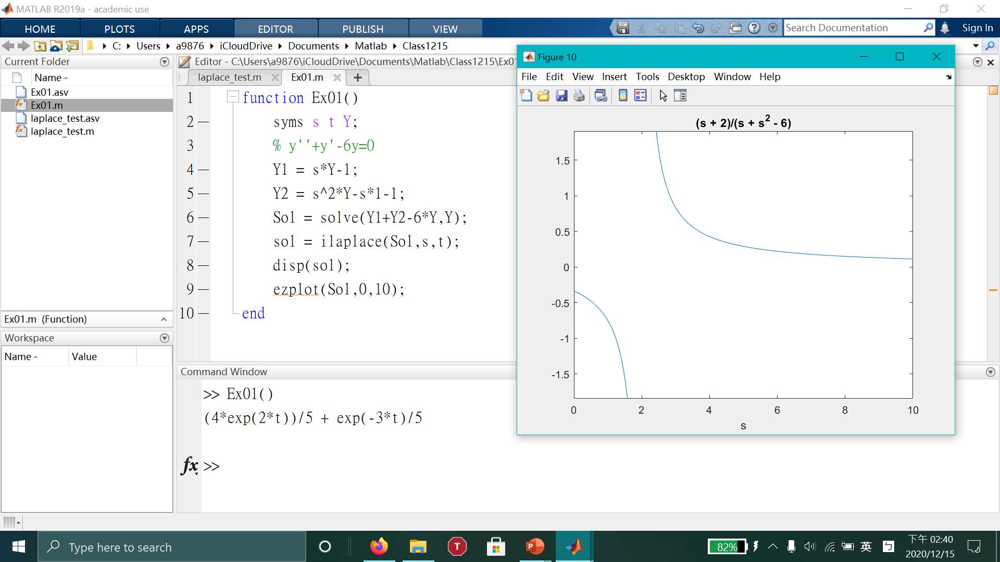 MATLAB R2019a - academic use
HOME PLOTS APPS EDITOR PUBLISH VIEW
Search Documentation
Sign In
C: Users a9876 iCloudDrive Documents Matlab Class1215
Current Folder
Name
Ex01.asv
Ex01.m
laplace_test.asv
laplace_test.m
Ex01.m (Function)
Workspace
Name Value
Editor - C:\Users\a9876\iCloudDrive\Documents\Matlab\Class1215\Ex01
laplace_test.m Ex01.m +
1 function Ex01()
2 syms s t Y;
3 % y''+y'-6y=0
4 Y1 = s*Y-1;
5 Y2 = s^2*Y-s*1-1;
6 Sol = solve(Y1+Y2-6*Y,Y);
7 sol = ilaplace(Sol,s,t);
8 disp(sol);
9 ezplot(Sol,0,10);
10 end
Command Window
>> Ex01()
(4*exp(2*t))/5 + exp(-3*t)/5
fx >>
Figure 10
File Edit View Insert Tools Desktop Window Help
(s + 2)/(s + s² - 6)
1.5
1
0.5
0
-0.5
-1
-1.5
0 2 4 6 8 10
s
Type here to search
T
P
82%
英
ㄅ
下午 02:40
2020/12/15